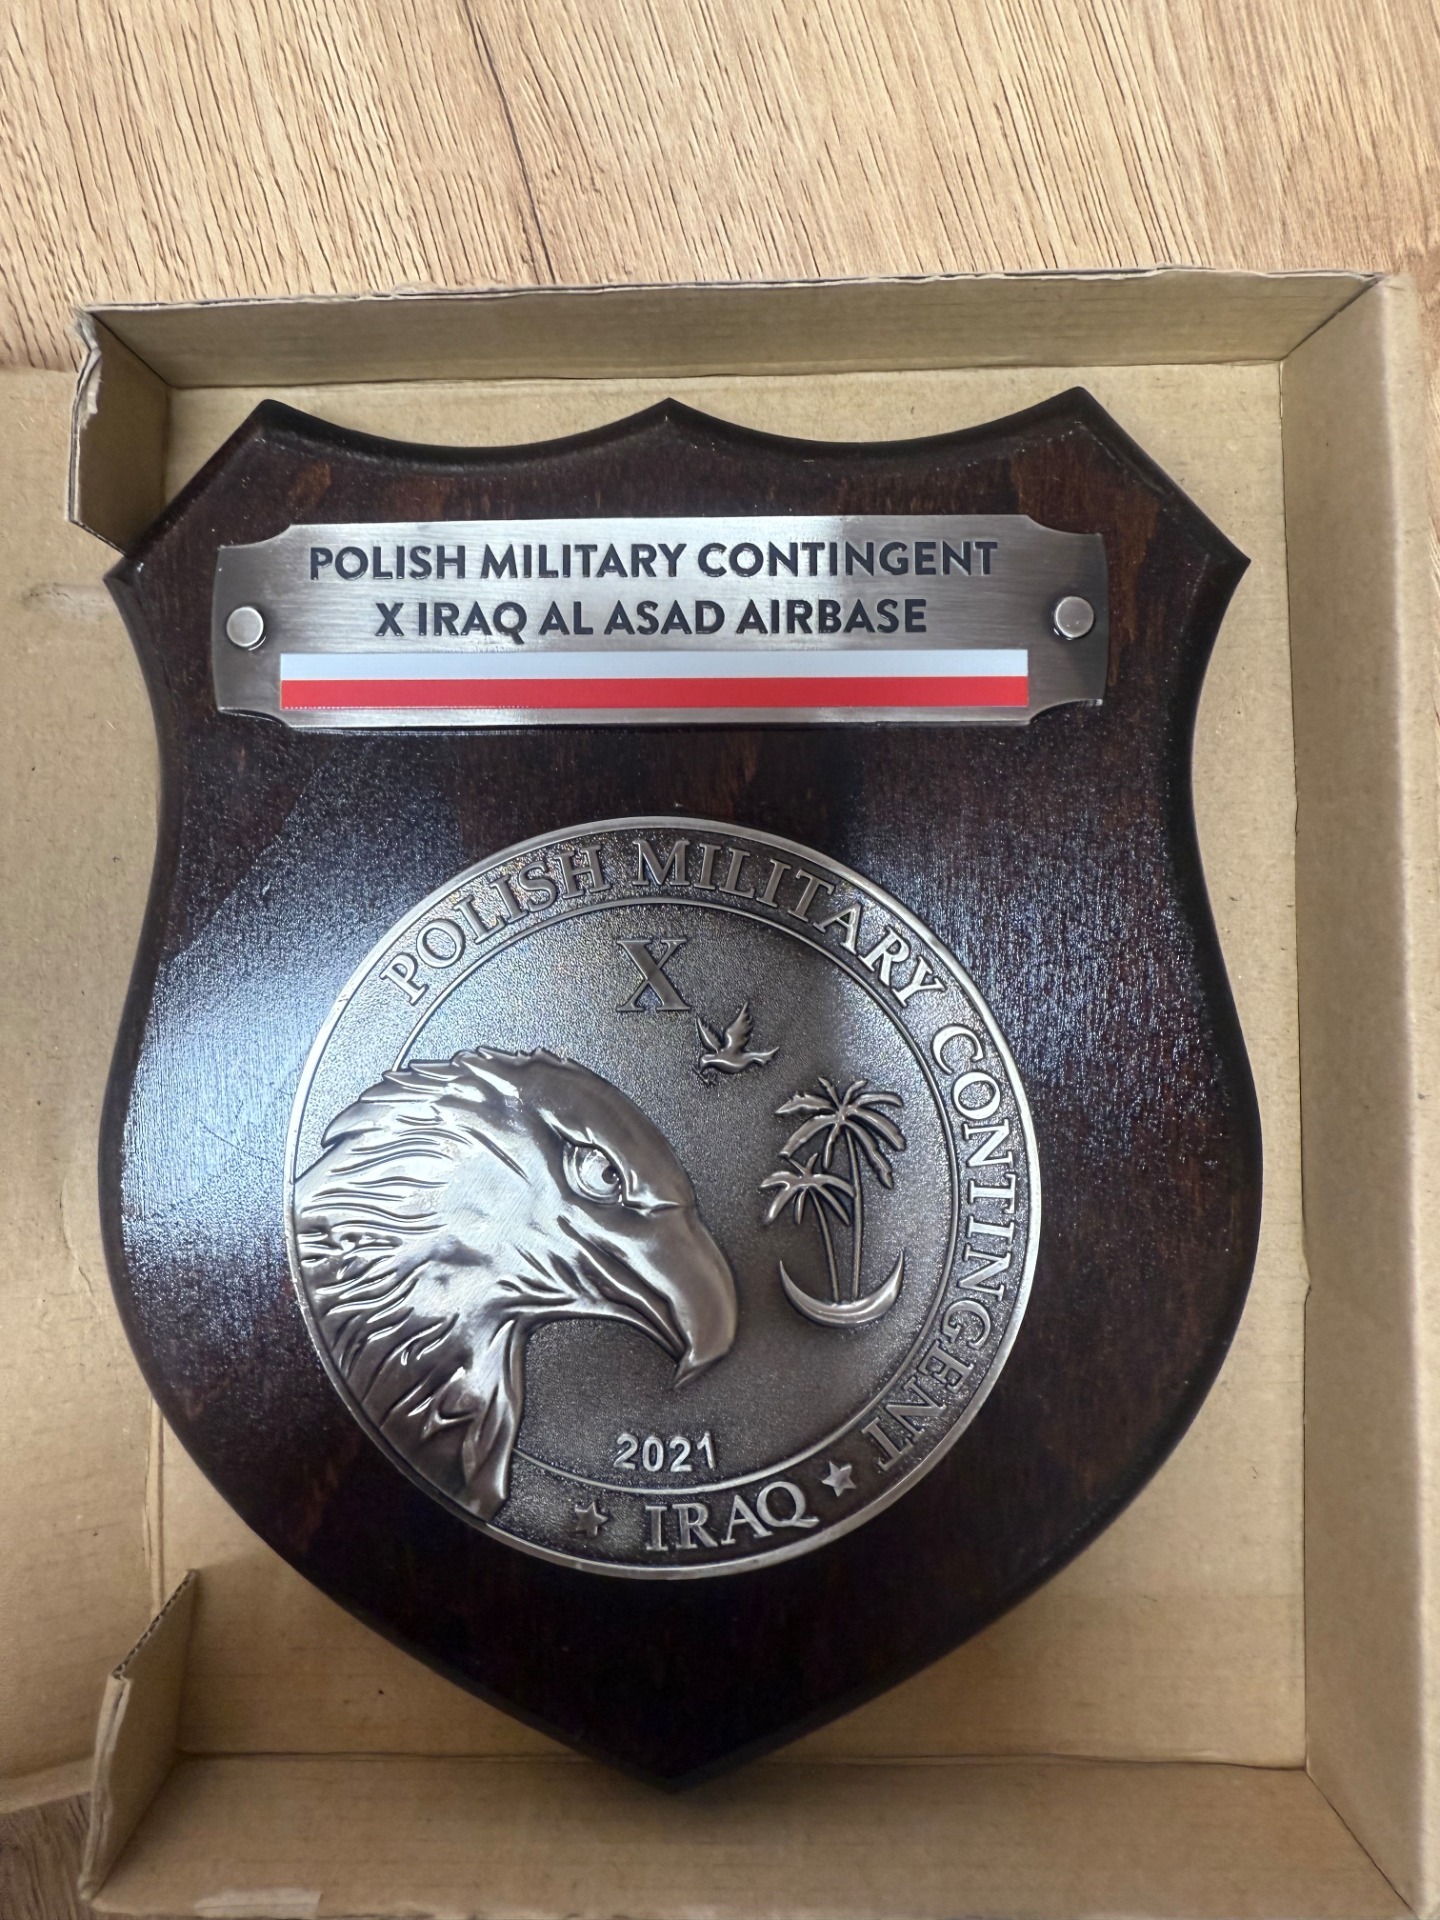 POLISH MILITARY CONTINGENT
X IRAQ AL ASAD AIRBASE
POLISH MILITARY CONTINGENT
X
2021
IRAQ